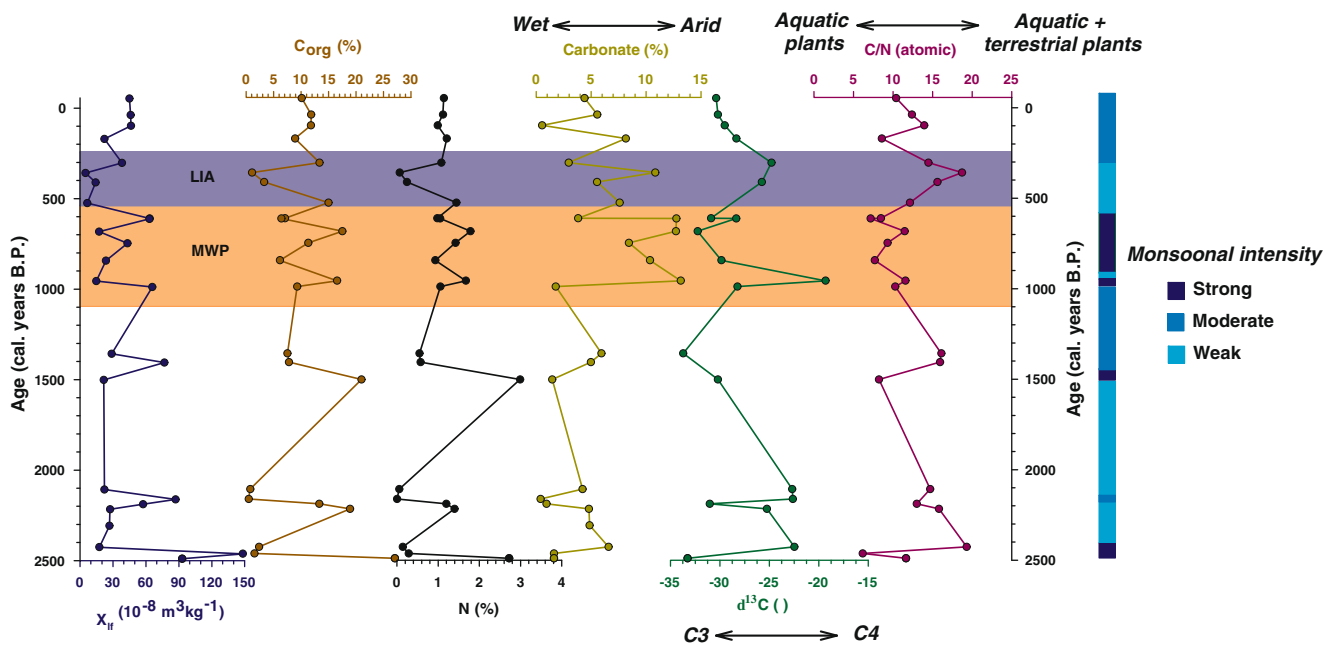 Wet Arid
Aquatic plants
Aquatic + terrestrial plants
Corg (%)
Carbonate (%)
C/N (atomic)
0 5 10 15 20 25 30
0 5 10 15
0 5 10 15 20 25
0
500
1000
1500
2000
2500
Age (cal. years B.P.)
LIA
MWP
0
500
1000
1500
2000
2500
Age (cal. years B.P.)
Monsoonal intensity
Strong
Moderate
Weak
0 30 60 90 120 150
0 1 2 3 4
-35 -30 -25 -20 -15
Xlf (10-8 m3kg-1)
N (%)
d13C ( )
C3 C4